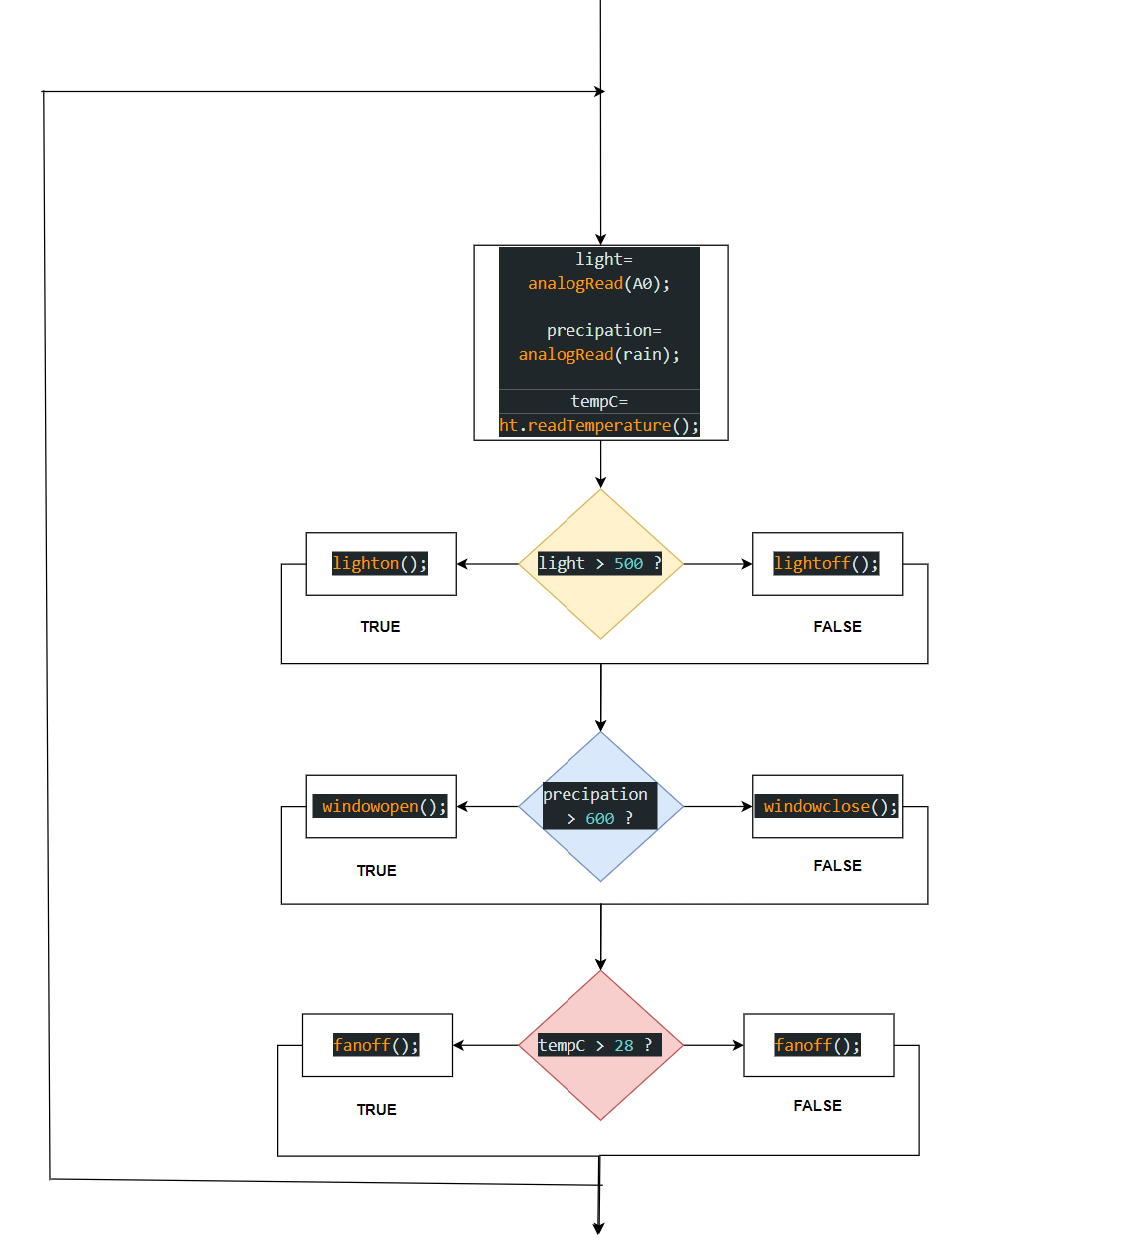 light=
analogRead(A0);
precipation=
analogRead(rain);
tempC=
ht.readTemperature();
lighton();
light > 500 ?
lightoff();
TRUE
FALSE
windowopen();
precipation
> 600 ?
windowclose();
TRUE
FALSE
fanoff();
tempC > 28 ?
fanoff();
TRUE
FALSE